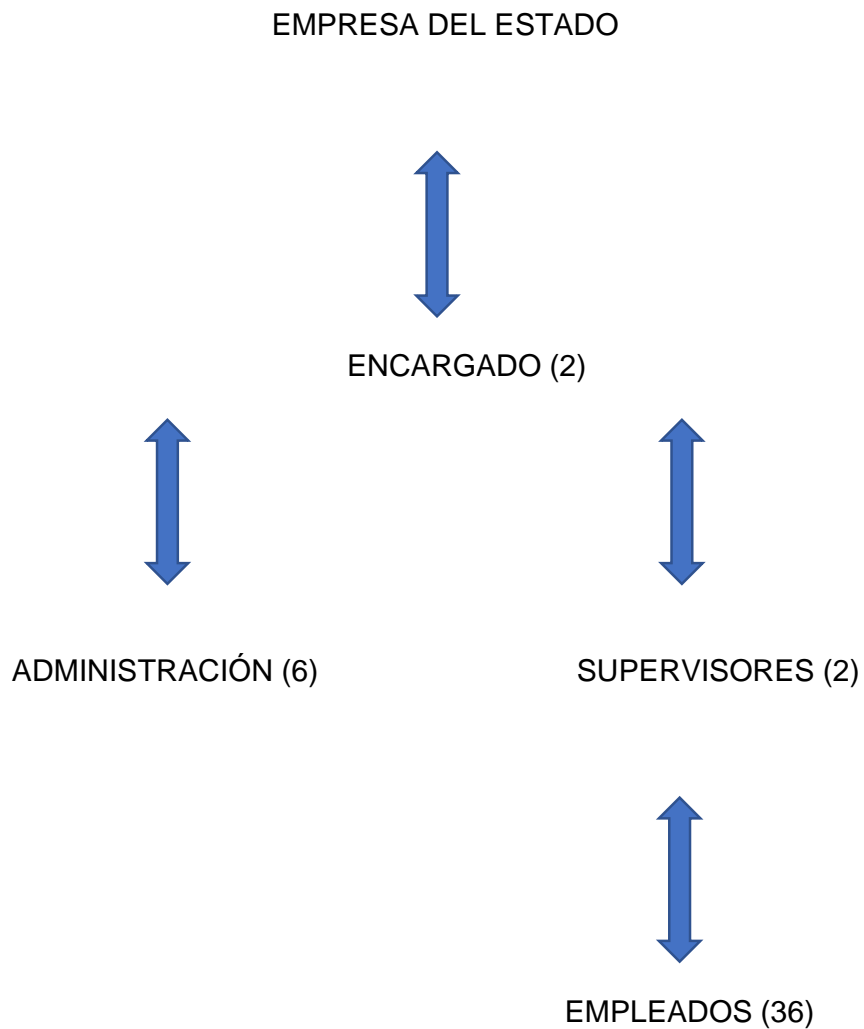 EMPRESA DEL ESTADO
ENCARGADO (2)
ADMINISTRACIÓN (6)
SUPERVISORES (2)
EMPLEADOS (36)